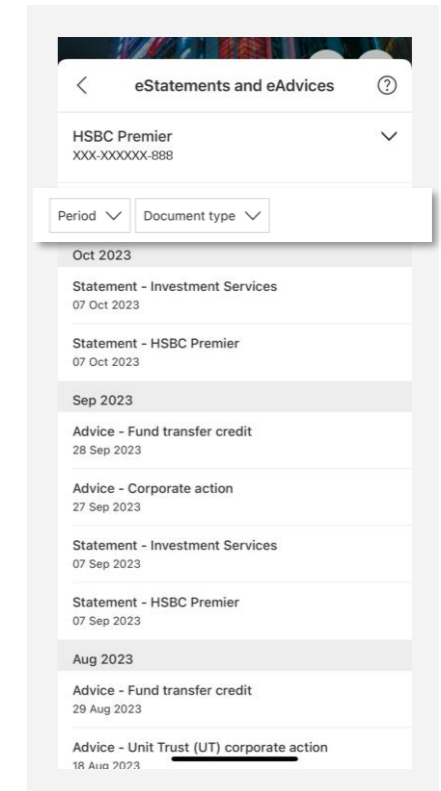 eStatements and eAdvices
HSBC Premier
XXX-XXXXXX-888
Period
Document type
Oct 2023
Statement - Investment Services
07 Oct 2023
Statement - HSBC Premier
07 Oct 2023
Sep 2023
Advice - Fund transfer credit
28 Sep 2023
Advice - Corporate action
27 Sep 2023
Statement - Investment Services
07 Sep 2023
Statement - HSBC Premier
07 Sep 2023
Aug 2023
Advice - Fund transfer credit
29 Aug 2023
Advice - Unit Trust (UT) corporate action
18 Aug 2023